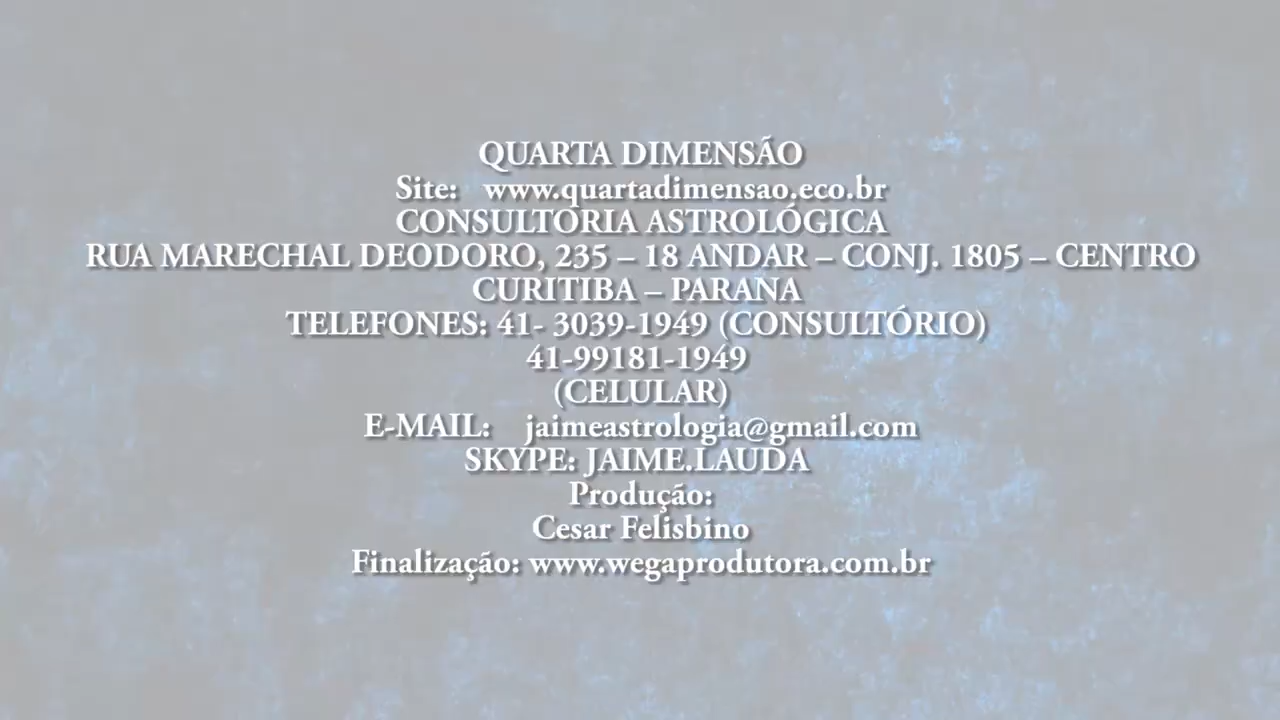 QUARTA DIMENSÃO
Site: www.quartadimensao.eco.br
CONSULTORIA ASTROLÓGICA
RUA MARECHAL DEODORO, 235 – 18 ANDAR – CONJ. 1805 – CENTRO
CURITIBA – PARANA
TELEFONES: 41- 3039-1949 (CONSULTÓRIO)
41-99181-1949
(CELULAR)
E-MAIL: jaimeastrologia@gmail.com
SKYPE: JAIME.LAUDA
Produção:
Cesar Felisbino
Finalização: www.wegaprodutora.com.br